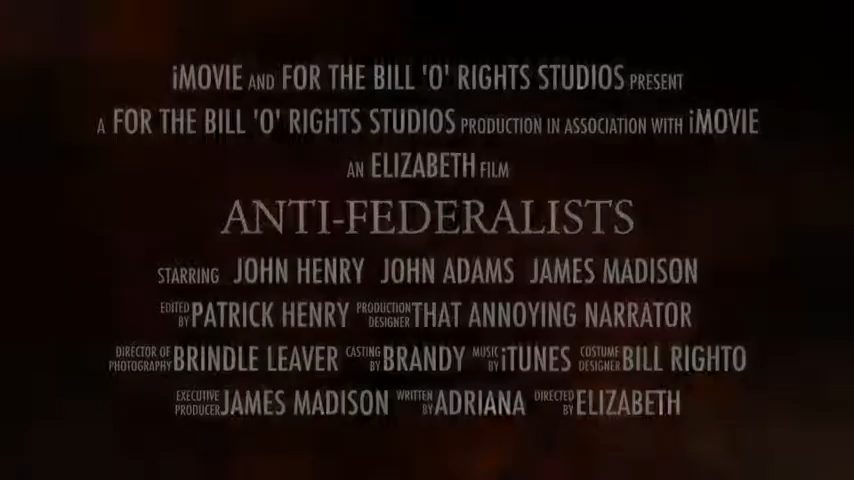 iMOVIE AND FOR THE BILL 'O' RIGHTS STUDIOS PRESENT
A FOR THE BILL 'O' RIGHTS STUDIOS PRODUCTION IN ASSOCIATION WITH iMOVIE
AN ELIZABETH FILM
ANTI-FEDERALISTS
STARRING JOHN HENRY JOHN ADAMS JAMES MADISON
EDITED BY PATRICK HENRY PRODUCTION DESIGNER THAT ANNOYING NARRATOR
DIRECTOR OF PHOTOGRAPHY BRINDLE LEAVER CASTING BY BRANDY MUSIC BY iTUNES COSTUME DESIGNER BILL RIGHTO
EXECUTIVE PRODUCER JAMES MADISON WRITTEN BY ADRIANA DIRECTED BY ELIZABETH